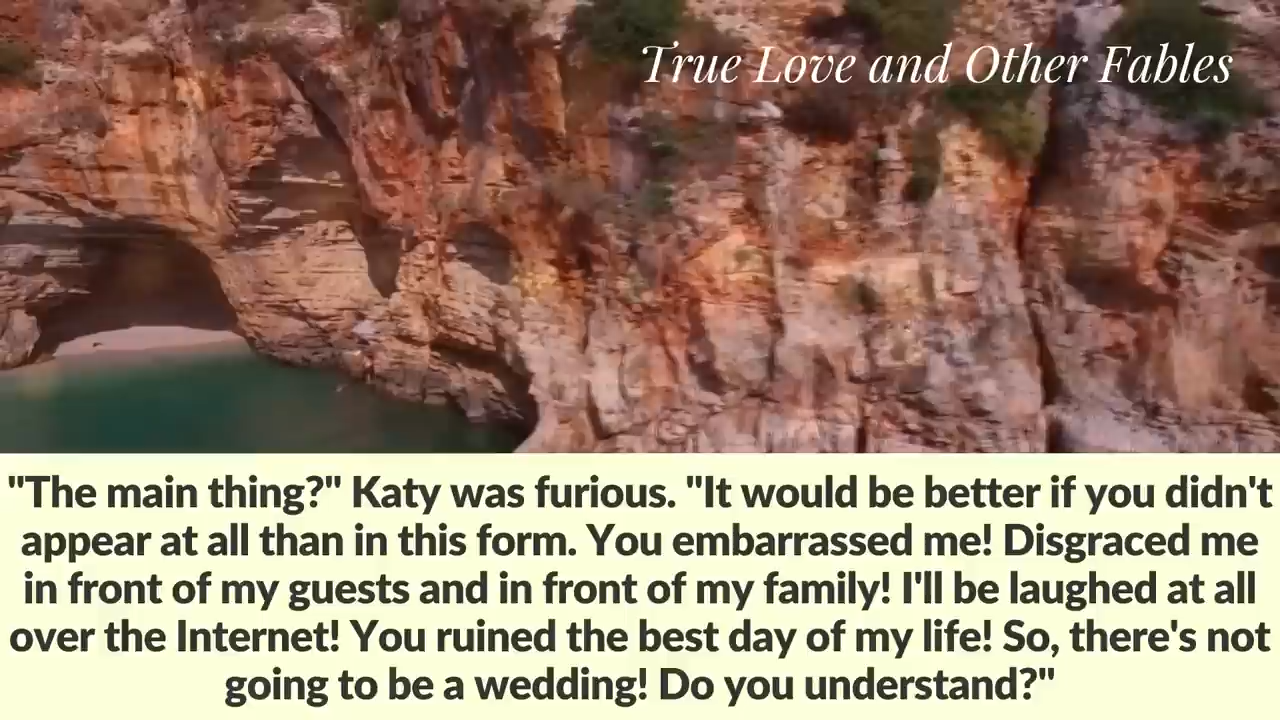 True Love and Other Fables
"The main thing?" Katy was furious. "It would be better if you didn't
appear at all than in this form. You embarrassed me! Disgraced me
in front of my guests and in front of my family! I'll be laughed at all
over the Internet! You ruined the best day of my life! So, there's not
going to be a wedding! Do you understand?"